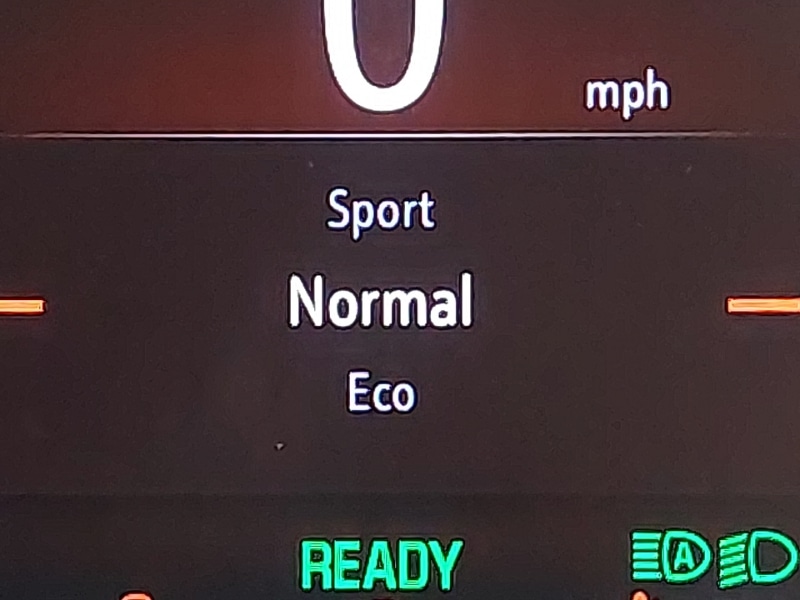 0
mph
Sport
Normal
Eco
READY
A